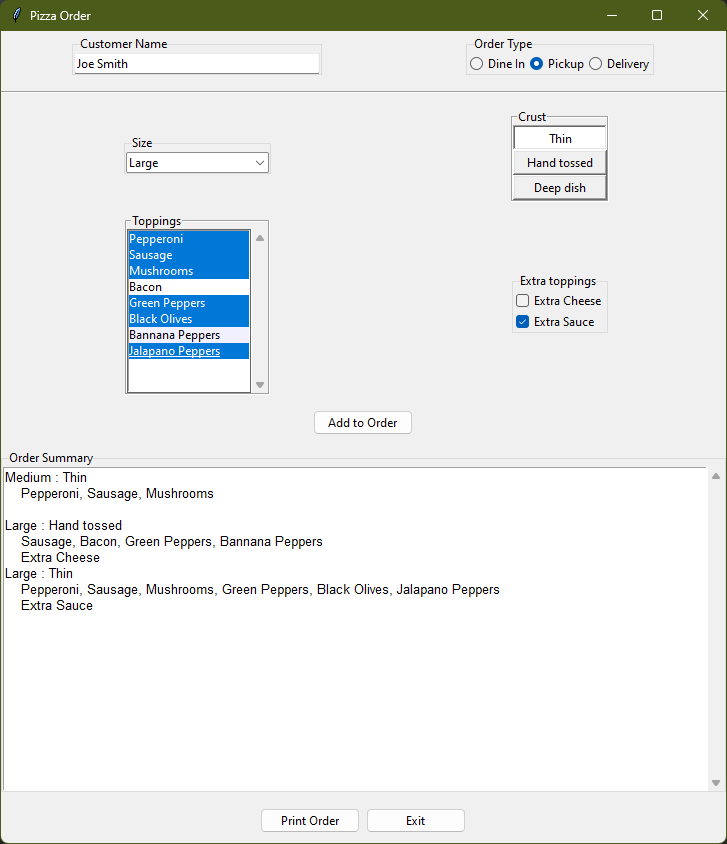 Pizza Order
Customer Name
Joe Smith
Order Type
Dine In Pickup Delivery
Size
Large
Crust
Thin
Hand tossed
Deep dish
Toppings
Pepperoni
Sausage
Mushrooms
Bacon
Green Peppers
Black Olives
Bannana Peppers
Jalapano Peppers
Extra toppings
Extra Cheese
Extra Sauce
Add to Order
Order Summary
Medium : Thin
Pepperoni, Sausage, Mushrooms
Large : Hand tossed
Sausage, Bacon, Green Peppers, Bannana Peppers
Extra Cheese
Large : Thin
Pepperoni, Sausage, Mushrooms, Green Peppers, Black Olives, Jalapano Peppers
Extra Sauce
Print Order Exit